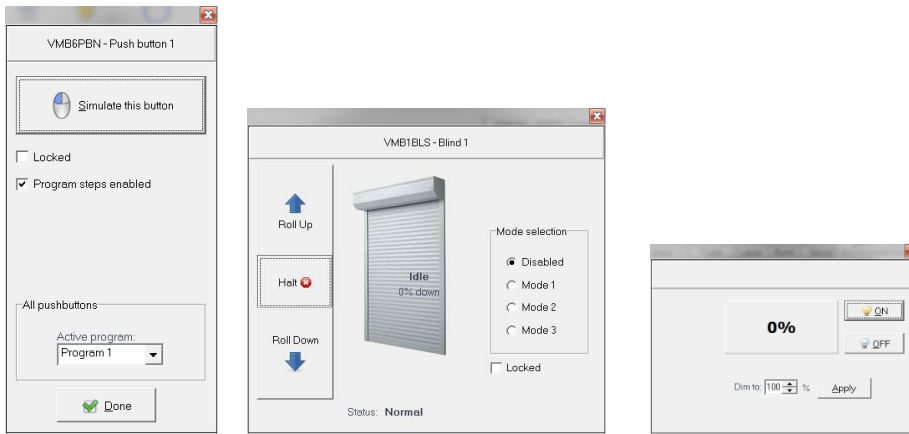 VMB6PBN - Push button 1
Simulate this button
Locked
Program steps enabled
All pushbuttons
Active program:
Program 1
Done
VMB1BLS - Blind 1
Roll Up
Halt
Roll Down
Idle
0% down
Mode selection
Disabled
Mode 1
Mode 2
Mode 3
Locked
Status: Normal
0%
ON
OFF
Dim to: 100 %
Apply